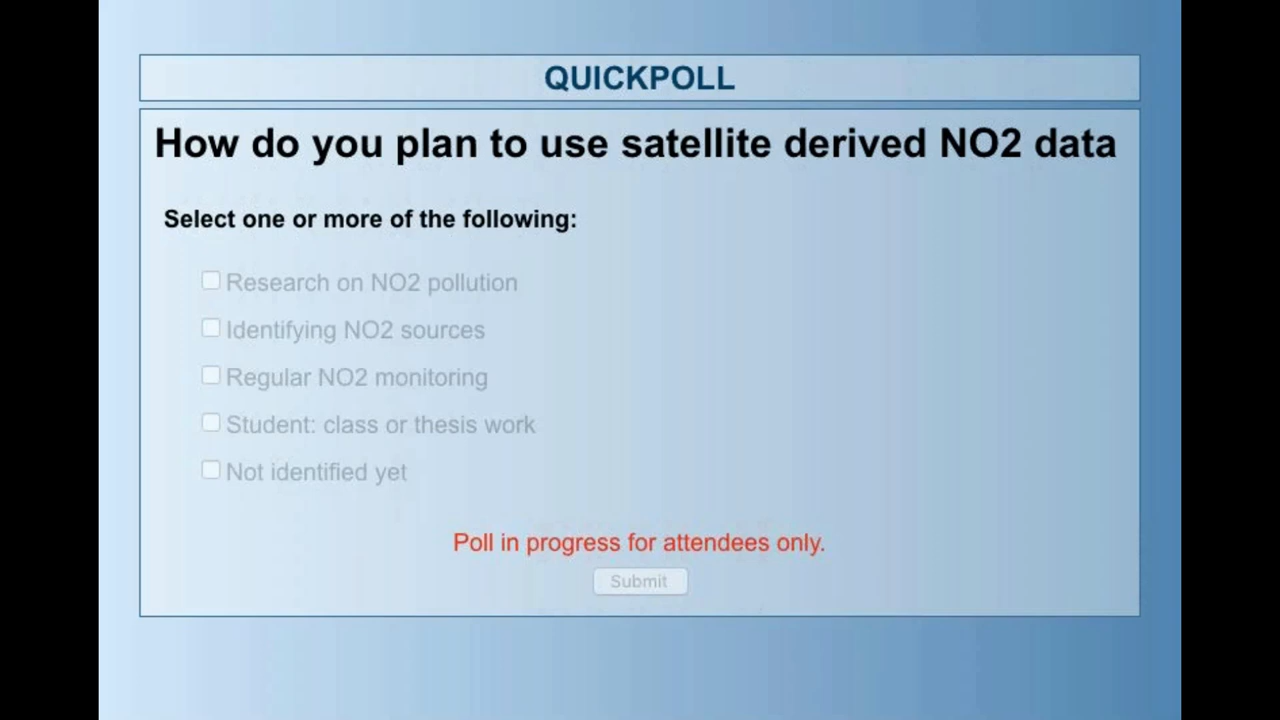 QUICKPOLL
How do you plan to use satellite derived NO2 data
Select one or more of the following:
Research on NO2 pollution
Identifying NO2 sources
Regular NO2 monitoring
Student: class or thesis work
Not identified yet
Poll in progress for attendees only.
Submit